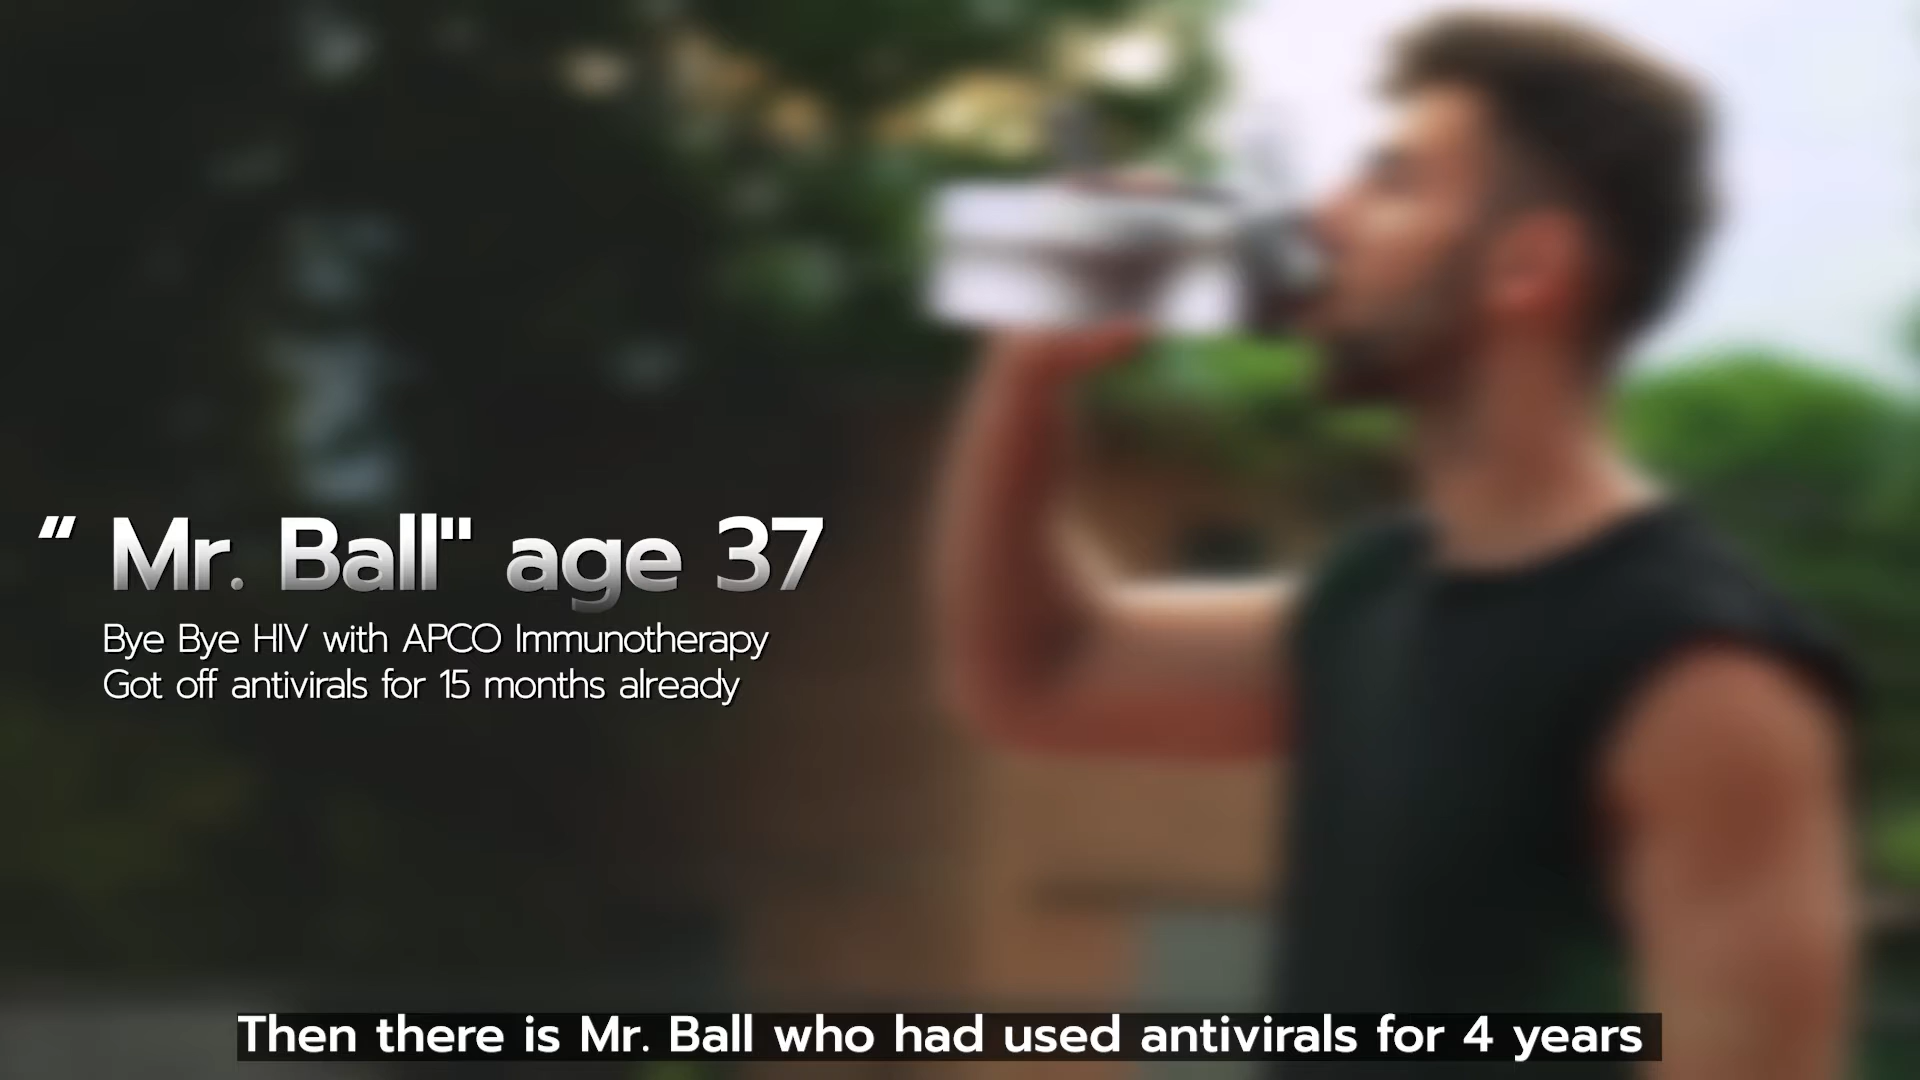 “ Mr. Ball" age 37
Bye Bye HIV with APCO Immunotherapy
Got off antivirals for 15 months already
Then there is Mr. Ball who had used antivirals for 4 years